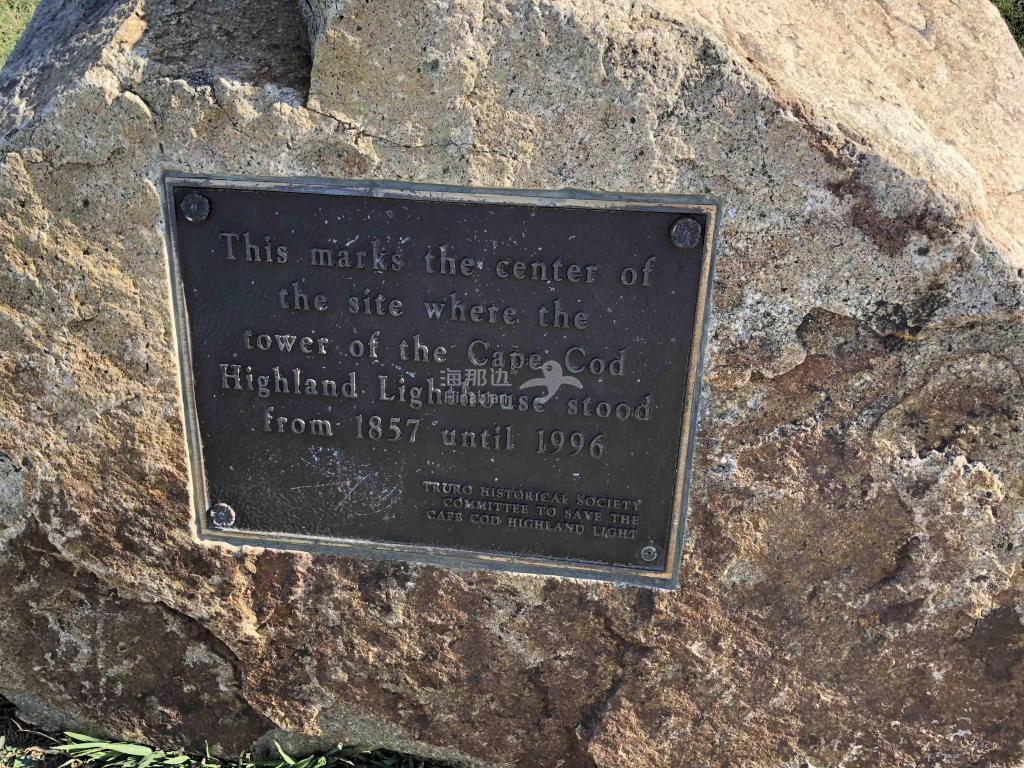 This marks the center of
the site where the
tower of the Cape Cod
Highland Lighthouse stood
from 1857 until 1996
TRURO HISTORICAL SOCIETY
COMMITTEE TO SAVE THE
CAPE COD HIGHLAND LIGHT
海那边